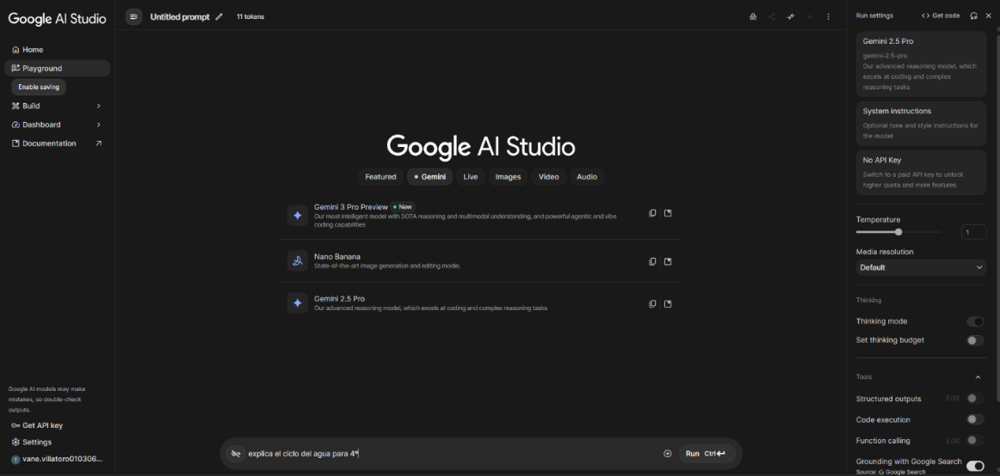 Google AI Studio
Home
Playground
Enable saving
Build
Dashboard
Documentation
Google AI models may make
mistakes, so double-check
outputs.
Get API key
Settings
vane.villatoro010306...
Untitled prompt
11 tokens
Google AI Studio
Featured
Gemini
Live
Images
Video
Audio
Gemini 3 Pro Preview New
Our most intelligent model with SOTA reasoning and multimodal understanding, and powerful agentic and vibe
coding capabilities
Nano Banana
State-of-the-art image generation and editing model.
Gemini 2.5 Pro
Our advanced reasoning model, which excels at coding and complex reasoning tasks
explica el ciclo del agua para 4º
Run Ctrl
Run settings
<> Get code
Gemini 2.5 Pro
gemini-2.5-pro
Our advanced reasoning model, which
excels at coding and complex
reasoning tasks
System instructions
Optional tone and style instructions for
the model
No API Key
Switch to a paid API key to unlock
higher quota and more features.
Temperature
1
Media resolution
Default
Thinking
Thinking mode
Set thinking budget
Tools
Structured outputs Edit
Code execution
Function calling Edit
Grounding with Google Search
Source: G Google Search